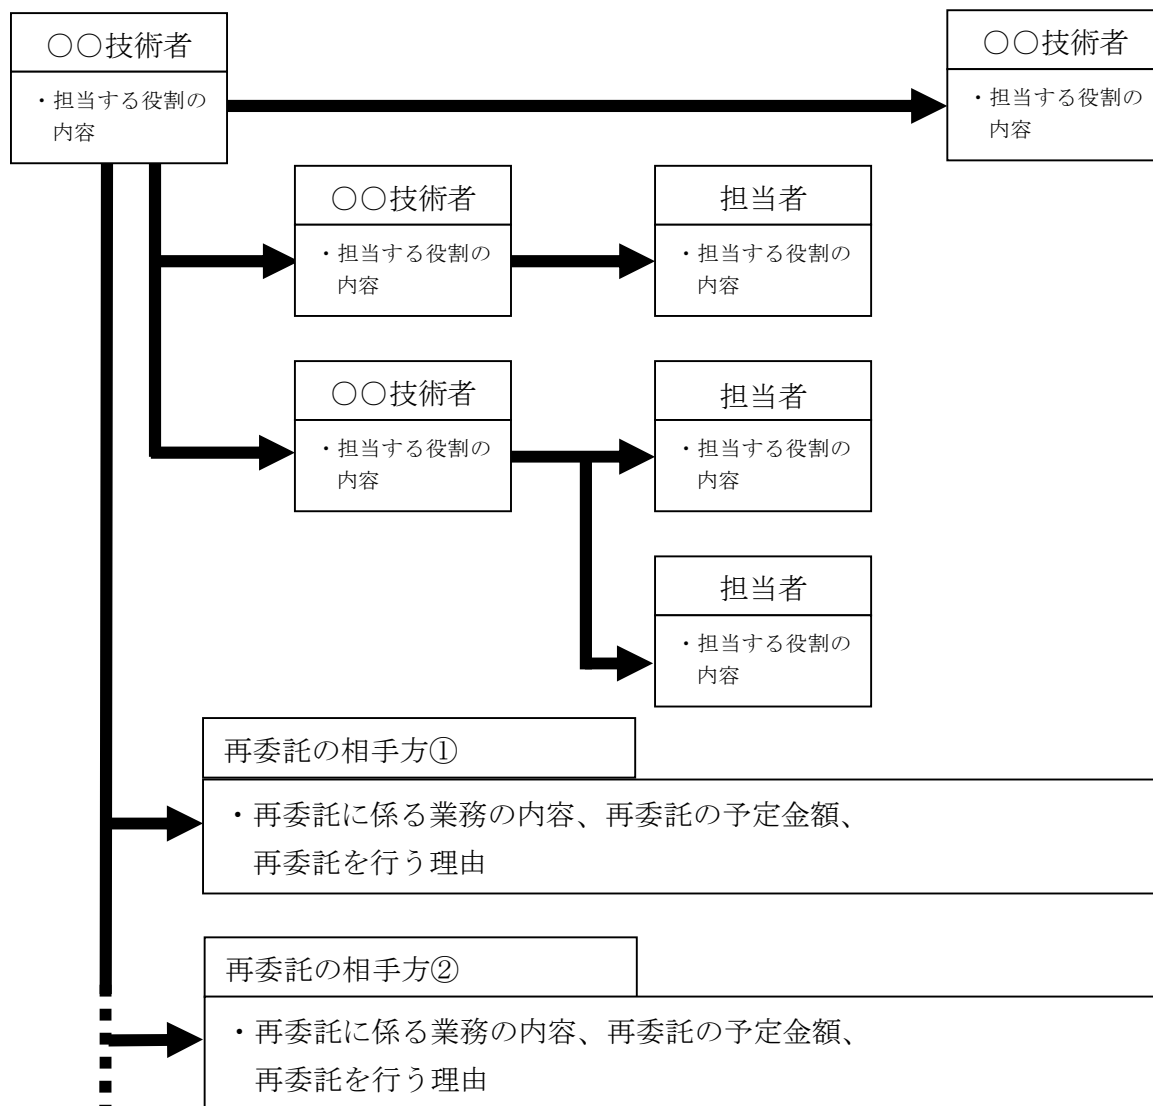 〇〇技術者
・担当する役割の
内容
〇〇技術者
・担当する役割の
内容
〇〇技術者
・担当する役割の
内容
担当者
・担当する役割の
内容
〇〇技術者
・担当する役割の
内容
担当者
・担当する役割の
内容
担当者
・担当する役割の
内容
再委託の相手方①
・再委託に係る業務の内容、再委託の予定金額、
再委託を行う理由
再委託の相手方②
・再委託に係る業務の内容、再委託の予定金額、
再委託を行う理由